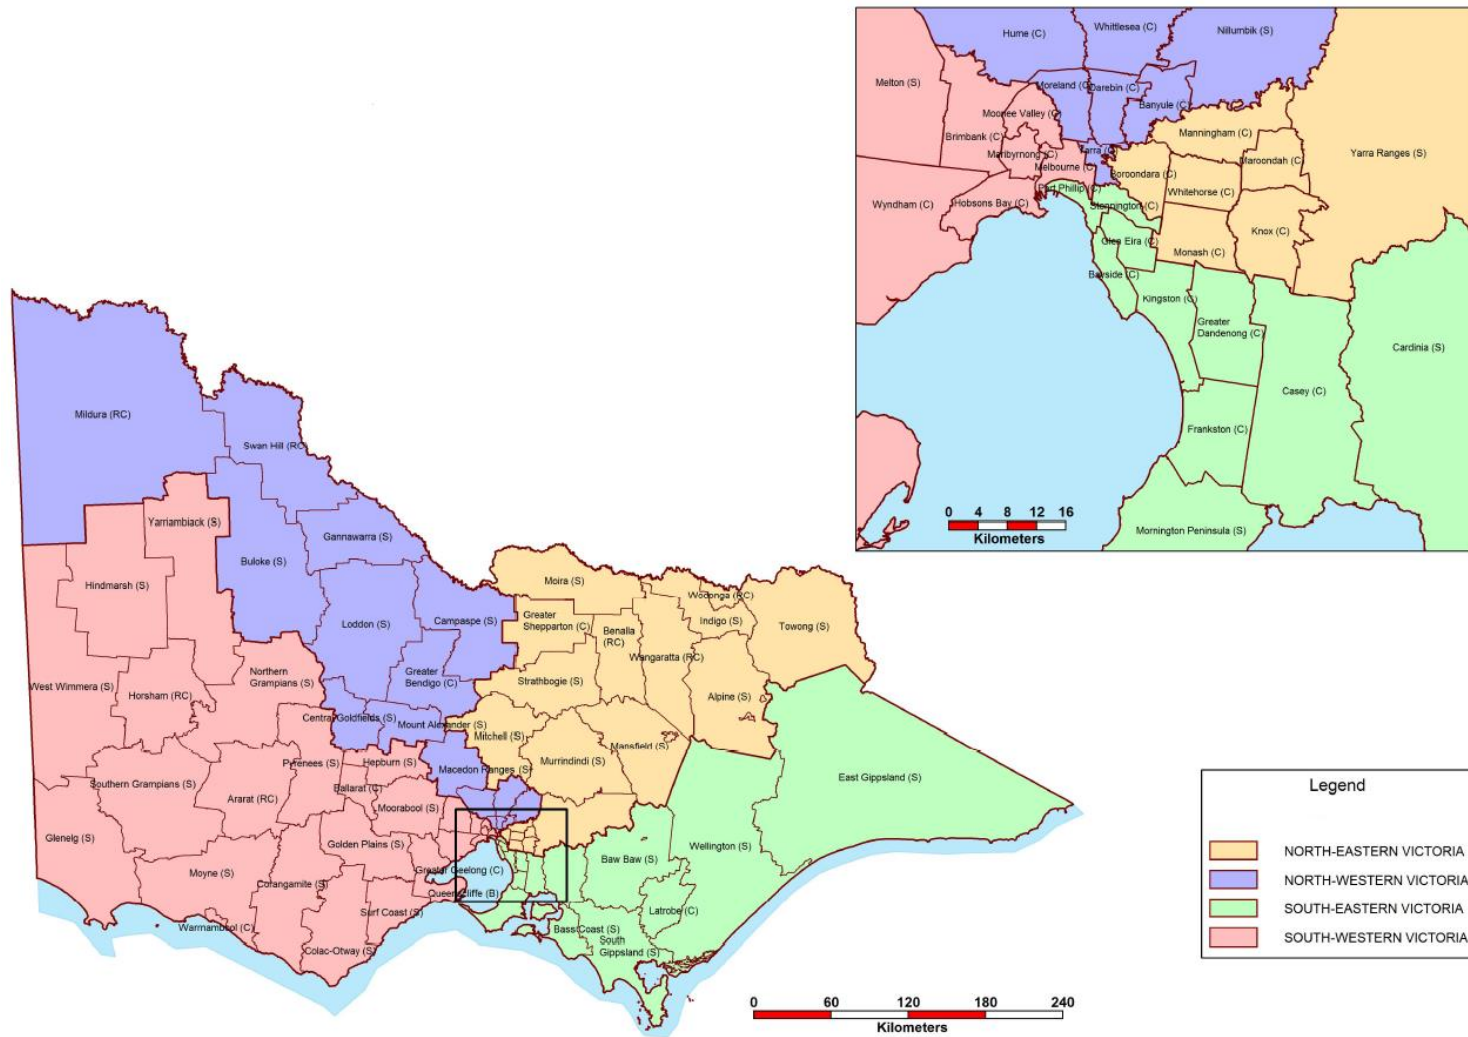 Hume (C)
Whittlesea (C)
Nillumbik (S)
Melton (S)
Moreland (C)
Darebin (C)
Banyule (C)
Moonee Valley (C)
Brimbank (C)
Manningham (C)
Maribyrnong (C)
Yarra (C)
Maroondah (C)
Yarra Ranges (S)
Melbourne (C)
Boroondara (C)
Port Phillip (C)
Whitehorse (C)
Wyndham (C)
Hobsons Bay (C)
Stonnington (C)
Knox (C)
Glen Eira (C)
Monash (C)
Bayside (C)
Kingston (C)
Greater
Dandenong (C)
Cardinia (S)
Casey (C)
Frankston (C)
Mornington Peninsula (S)
0 4 8 12 16
Kilometers
Mildura (RC)
Swan Hill (RC)
Yarriambiack (S)
Gannawarra (S)
Buloke (S)
Hindmarsh (S)
Moira (S)
Wodonga (RC)
Loddon (S)
Campaspe (S)
Greater
Shepparton (C)
Benalla
(RC)
Indigo (S)
Towong (S)
Wangaratta (RC)
Northern
Grampians (S)
Greater
Bendigo (C)
West Wimmera (S)
Horsham (RC)
Strathbogie (S)
Alpine (S)
Central Goldfields (S)
Mount Alexander (S)
Mitchell (S)
Mansfield (S)
Pyrenees (S)
Hepburn (S)
Macedon Ranges (S)
Murrindindi (S)
Southern Grampians (S)
Ararat (RC)
Ballarat (C)
Moorabool (S)
East Gippsland (S)
Glenelg (S)
Golden Plains (S)
Wellington (S)
Moyne (S)
Corangamite (S)
Greater Geelong (C)
Baw Baw (S)
Queenscliffe (B)
Surf Coast (S)
Latrobe (C)
Warrnambool (C)
Bass Coast (S)
Colac-Otway (S)
South
Gippsland (S)
0 60 120 180 240
Kilometers
Legend
NORTH-EASTERN VICTORIA
NORTH-WESTERN VICTORIA
SOUTH-EASTERN VICTORIA
SOUTH-WESTERN VICTORIA